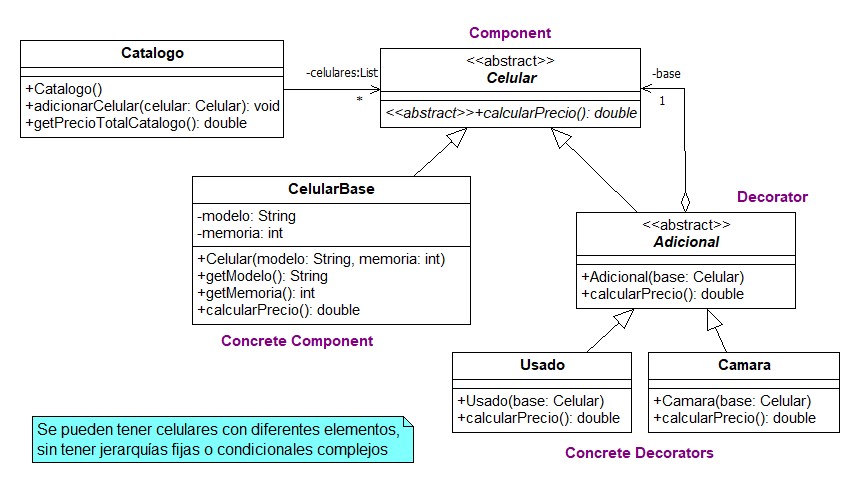 Component
Catalogo
+Catalogo()
+adicionarCelular(celular: Celular): void
+getPrecioTotalCatalogo(): double
-celulares:List
*
<<abstract>>
Celular
<<abstract>>+calcularPrecio(): double
-base
1
CelularBase
-modelo: String
-memoria: int
+Celular(modelo: String, memoria: int)
+getModelo(): String
+getMemoria(): int
+calcularPrecio(): double
Concrete Component
Decorator
<<abstract>>
Adicional
+Adicional(base: Celular)
+calcularPrecio(): double
Usado
+Usado(base: Celular)
+calcularPrecio(): double
Camara
+Camara(base: Celular)
+calcularPrecio(): double
Concrete Decorators
Se pueden tener celulares con diferentes elementos,
sin tener jerarquías fijas o condicionales complejos